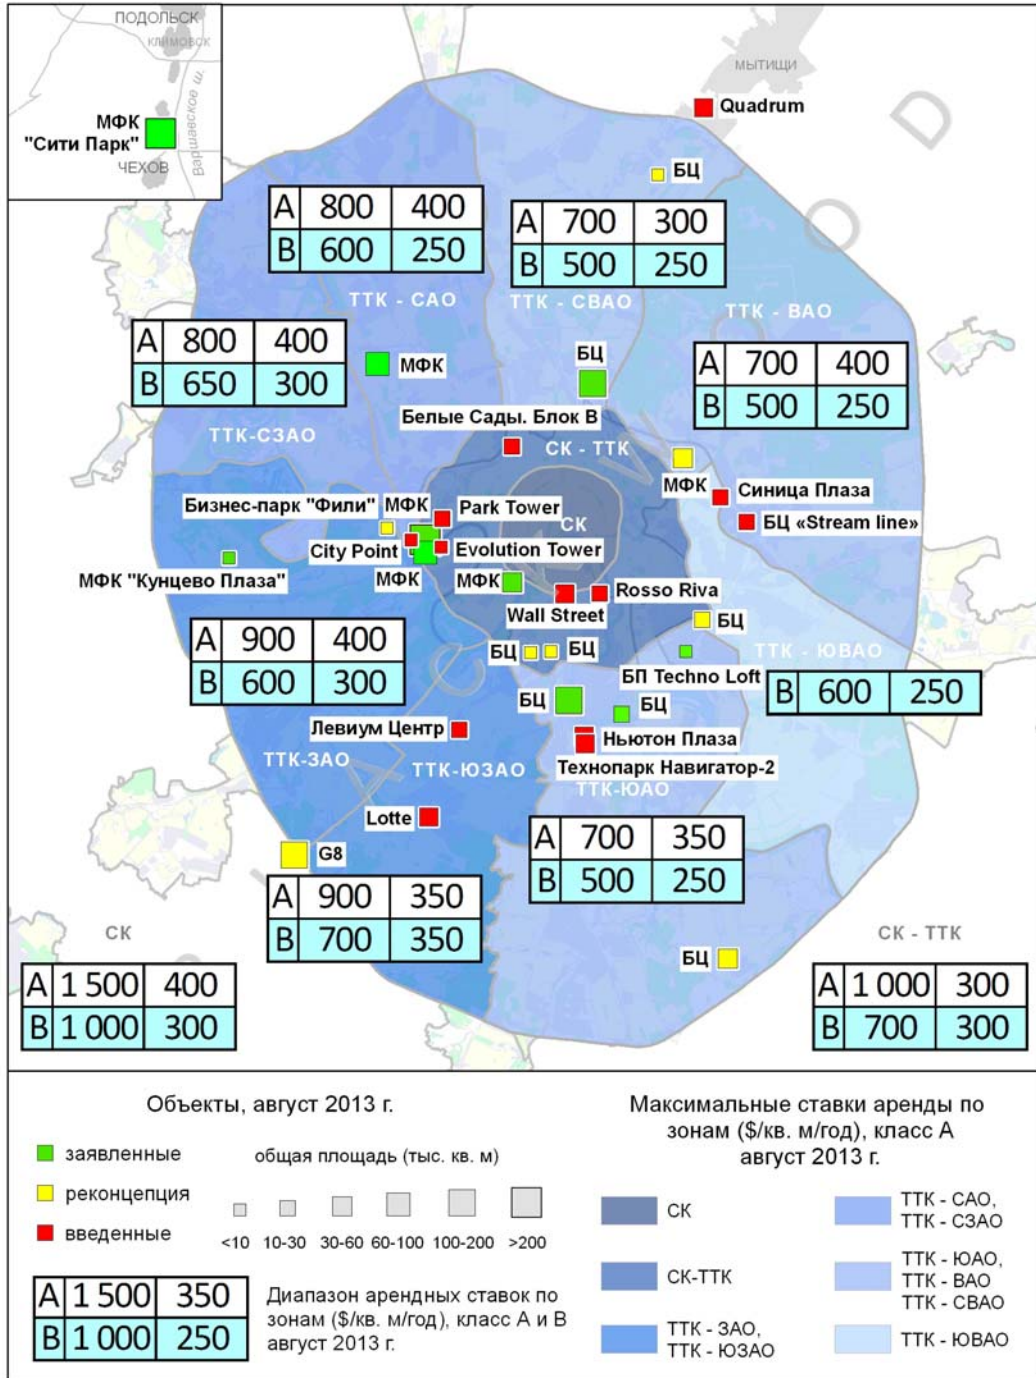 ПОДОЛЬСК
КЛИМОВСК
Варшавское ш.
МФК
"Сити Парк"
ЧЕХОВ
МЫТИЩИ
Quadrum
БЦ
A 800 400
B 600 250
A 700 300
B 500 250
ТТК - САО
ТТК - СВАО
ТТК - ВАО
A 800 400
B 650 300
A 700 400
B 500 250
МФК
БЦ
Белые Сады. Блок В
ТТК-СЗАО
СК - ТТК
МФК
Синица Плаза
БЦ «Stream line»
Бизнес-парк "Фили"
МФК
Park Tower
СК
City Point
Evolution Tower
МФК "Кунцево Плаза"
МФК
МФК
Rosso Riva
Wall Street
БЦ
A 900 400
B 600 300
БЦ
БЦ
ТТК - ЮВАО
БП Techno Loft
B 600 250
БЦ
БЦ
Левиум Центр
Ньютон Плаза
ТТК-ЗАО
ТТК-ЮЗАО
Технопарк Навигатор-2
ТТК-ЮАО
Lotte
G8
A 700 350
B 500 250
A 900 350
B 700 350
СК
СК - ТТК
БЦ
A 1 500 400
B 1 000 300
A 1 000 300
B 700 300
Объекты, август 2013 г.
заявленные
реконцепция
введенные
общая площадь (тыс. кв. м)
<10 10-30 30-60 60-100 100-200 >200
A 1 500 350
B 1 000 250
Диапазон арендных ставок по
зонам ($/кв. м/год), класс А и В
август 2013 г.
Максимальные ставки аренды по
зонам ($/кв. м/год), класс А
август 2013 г.
СК
СК-ТТК
ТТК - ЗАО,
ТТК - ЮЗАО
ТТК - САО,
ТТК - СЗАО
ТТК - ЮАО,
ТТК - ВАО
ТТК - СВАО
ТТК - ЮВАО